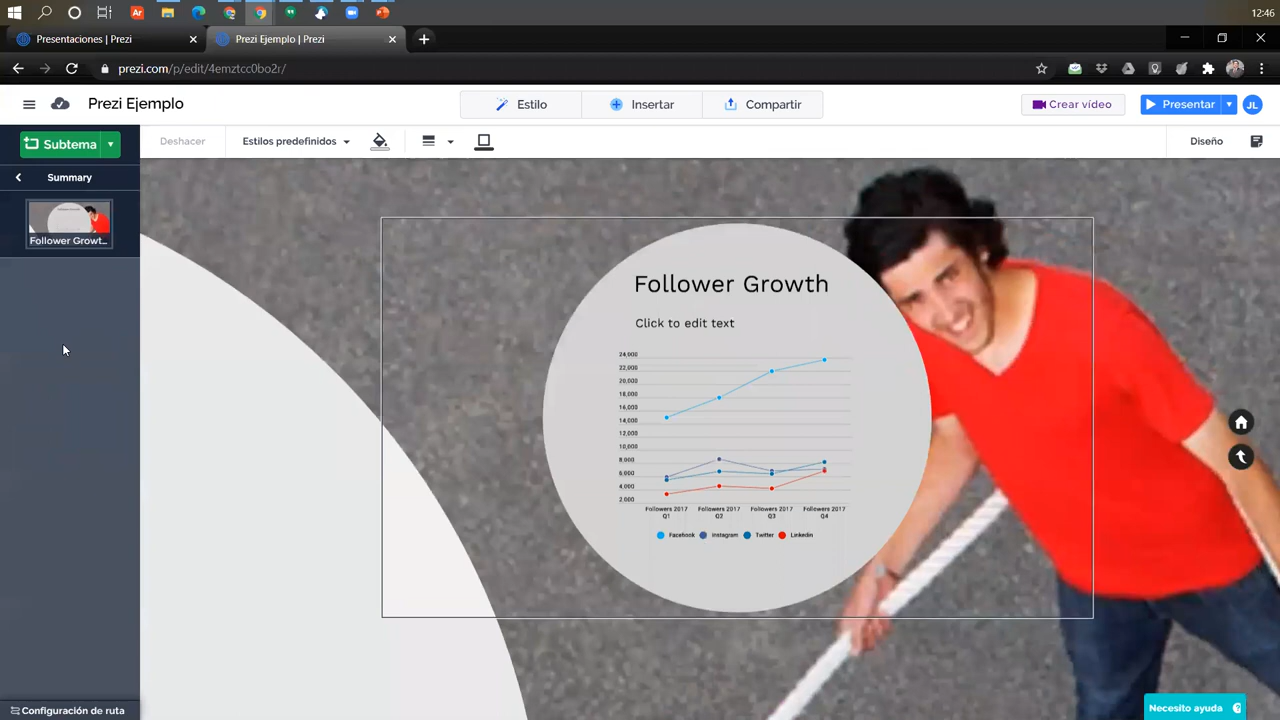 12:46
Presentaciones | Prezi
Prezi Ejemplo | Prezi
prezi.com/p/edit/4emztcc0bo2r/
Prezi Ejemplo
Estilo
Insertar
Compartir
Crear vídeo
Presentar
JL
Subtema
Deshacer
Estilos predefinidos
Diseño
Summary
Follower Growt...
Follower Growth
Click to edit text
24,000
22,000
20,000
18,000
16,000
14,000
12,000
10,000
8,000
6,000
4,000
2,000
Followers 2017 Q1
Followers 2017 Q2
Followers 2017 Q3
Followers 2017 Q4
Facebook Instagram Twitter Linkedin
Configuración de ruta
Necesito ayuda